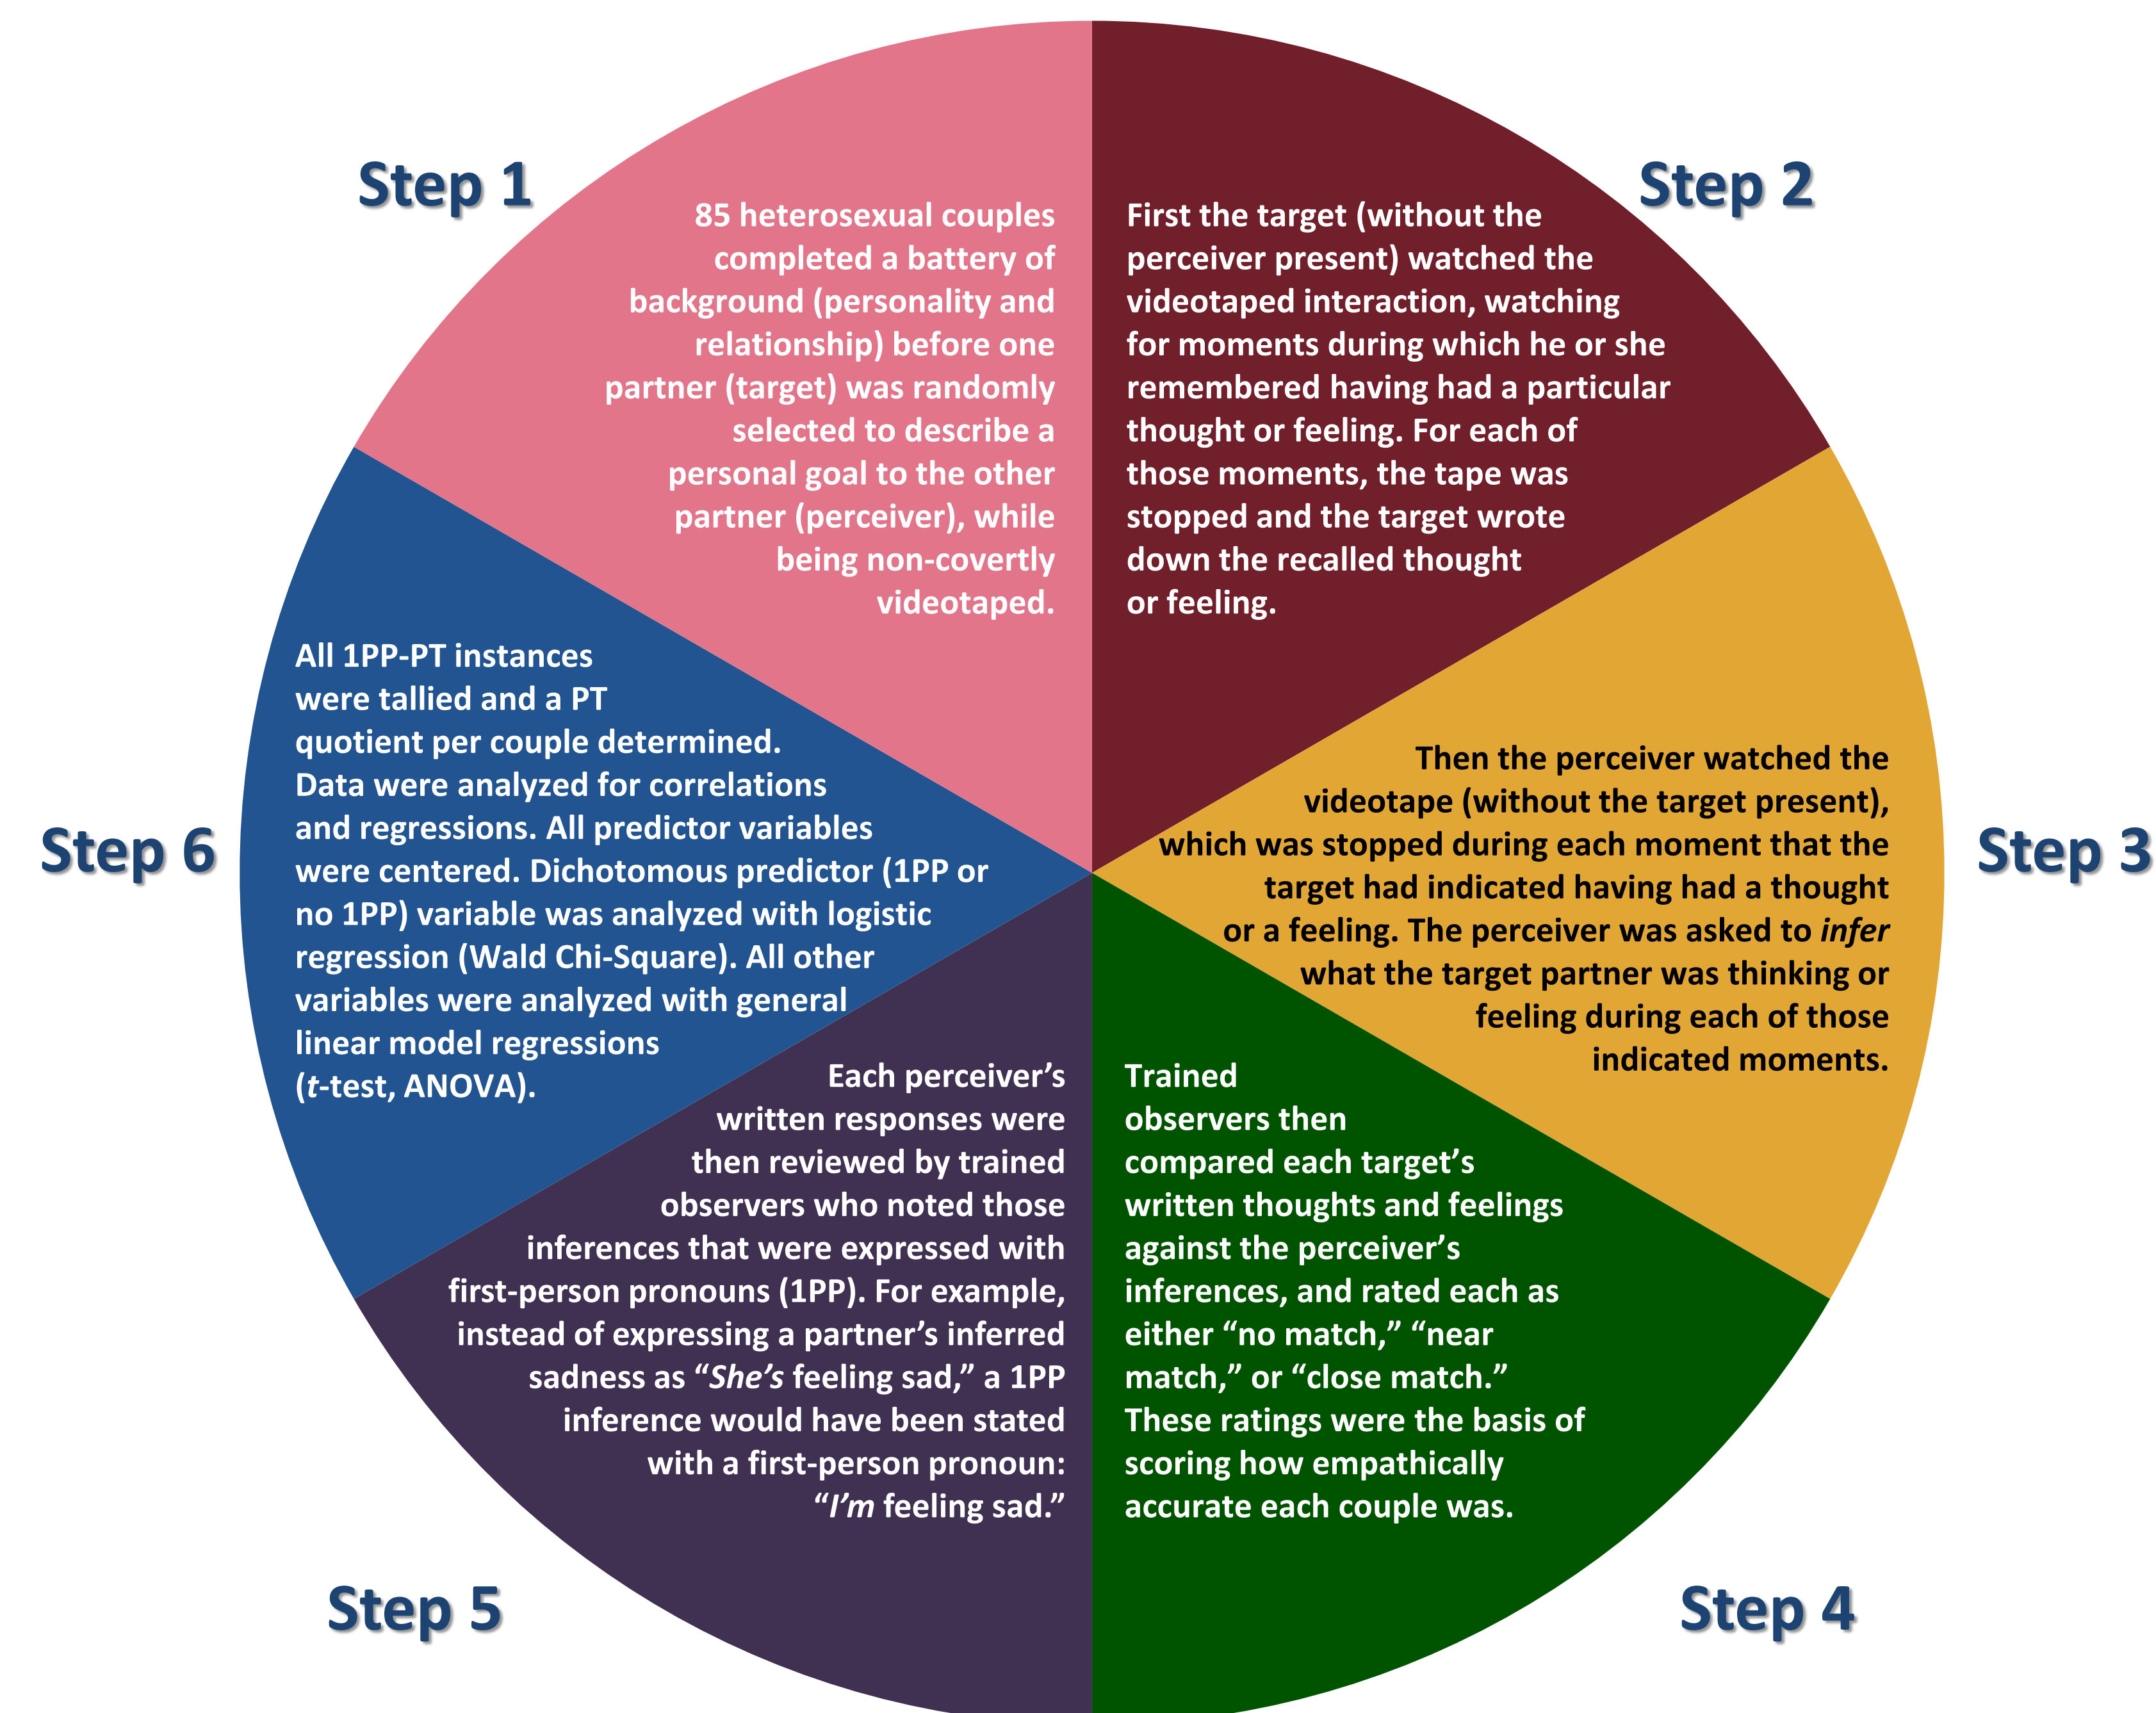 Step 1
85 heterosexual couples
completed a battery of
background (personality and
relationship) before one
partner (target) was randomly
selected to describe a
personal goal to the other
partner (perceiver), while
being non-covertly
videotaped.
Step 2
First the target (without the
perceiver present) watched the
videotaped interaction, watching
for moments during which he or she
remembered having had a particular
thought or feeling. For each of
those moments, the tape was
stopped and the target wrote
down the recalled thought
or feeling.
Step 3
Then the perceiver watched the
videotape (without the target present),
which was stopped during each moment that the
target had indicated having had a thought
or a feeling. The perceiver was asked to infer
what the target partner was thinking or
feeling during each of those
indicated moments.
Step 4
Trained
observers then
compared each target’s
written thoughts and feelings
against the perceiver’s
inferences, and rated each as
either “no match,” “near
match,” or “close match.”
These ratings were the basis of
scoring how empathically
accurate each couple was.
Step 5
Each perceiver’s
written responses were
then reviewed by trained
observers who noted those
inferences that were expressed with
first-person pronouns (1PP). For example,
instead of expressing a partner’s inferred
sadness as “She’s feeling sad,” a 1PP
inference would have been stated
with a first-person pronoun:
“I’m feeling sad.”
Step 6
All 1PP-PT instances
were tallied and a PT
quotient per couple determined.
Data were analyzed for correlations
and regressions. All predictor variables
were centered. Dichotomous predictor (1PP or
no 1PP) variable was analyzed with logistic
regression (Wald Chi-Square). All other
variables were analyzed with general
linear model regressions
(t-test, ANOVA).